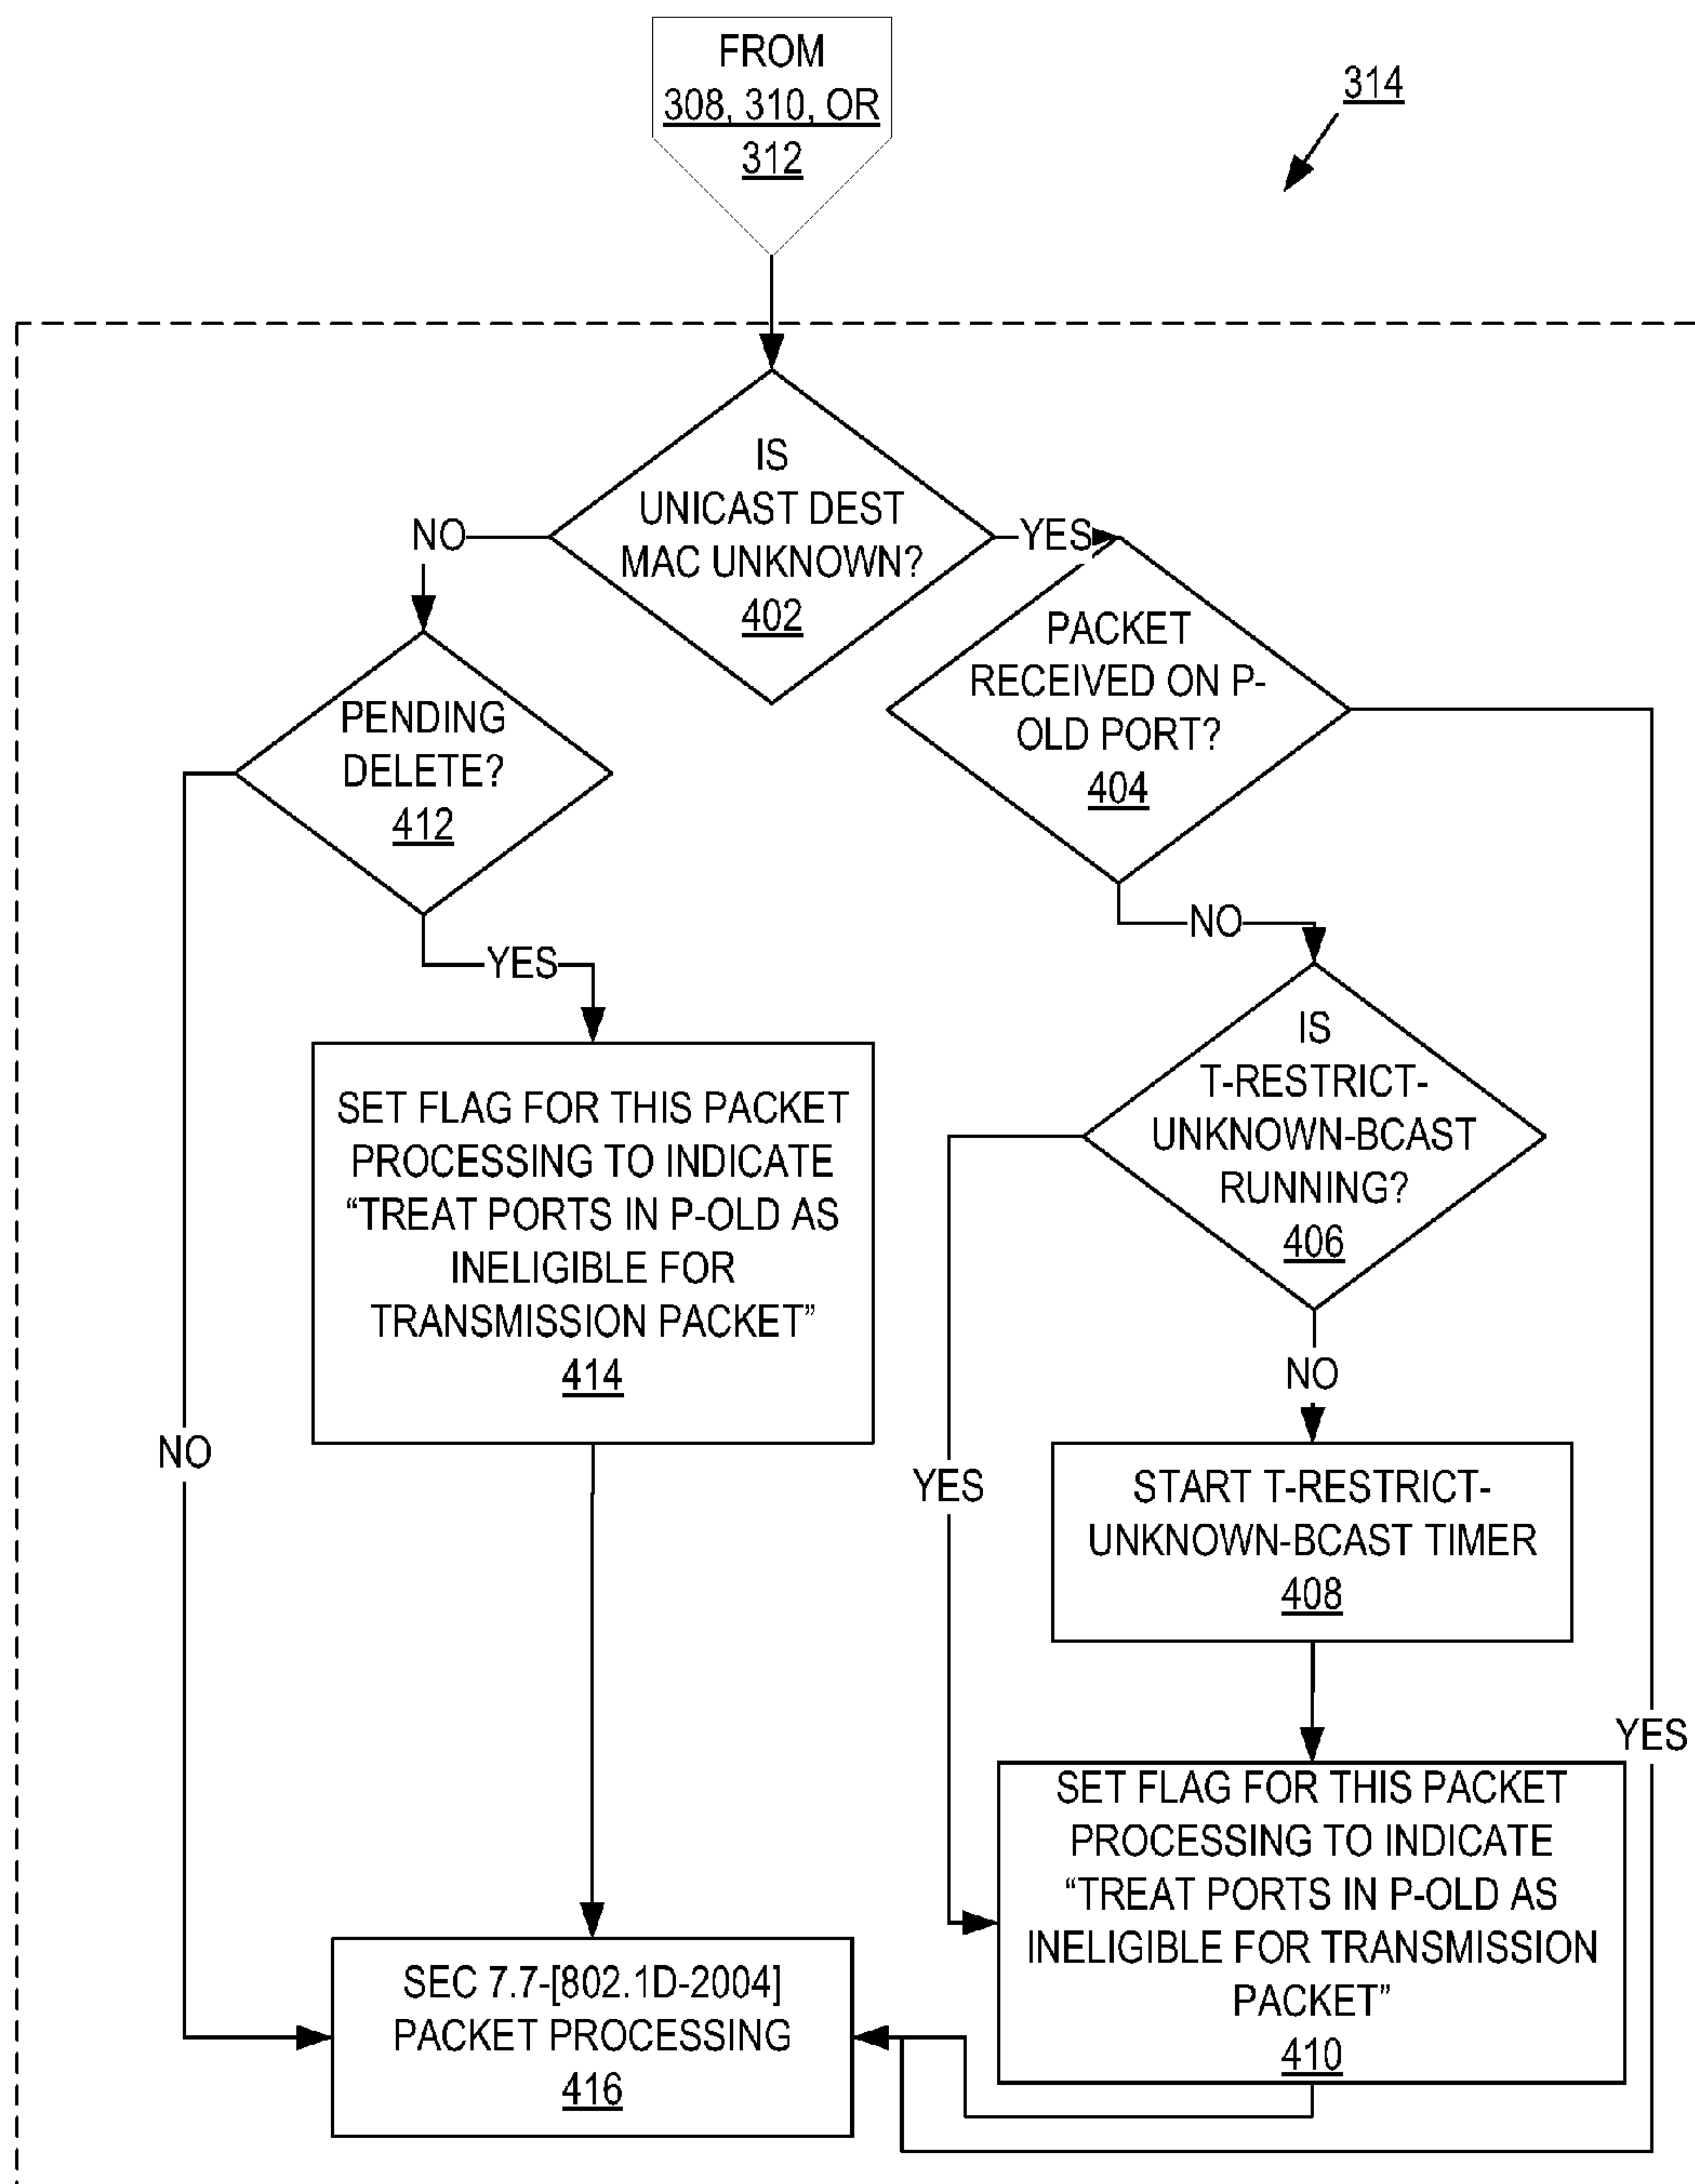 FROM
308, 310, OR
312
314
IS
UNICAST DEST
MAC UNKNOWN?
402
NO
YES
PACKET
RECEIVED ON P-
OLD PORT?
404
PENDING
DELETE?
412
NO
YES
IS
T-RESTRICT-
UNKNOWN-BCAST
RUNNING?
406
SET FLAG FOR THIS PACKET
PROCESSING TO INDICATE
“TREAT PORTS IN P-OLD AS
INELIGIBLE FOR
TRANSMISSION PACKET”
414
NO
NO
YES
START T-RESTRICT-
UNKNOWN-BCAST TIMER
408
YES
SET FLAG FOR THIS PACKET
PROCESSING TO INDICATE
“TREAT PORTS IN P-OLD AS
INELIGIBLE FOR TRANSMISSION
PACKET”
410
SEC 7.7-[802.1D-2004]
PACKET PROCESSING
416